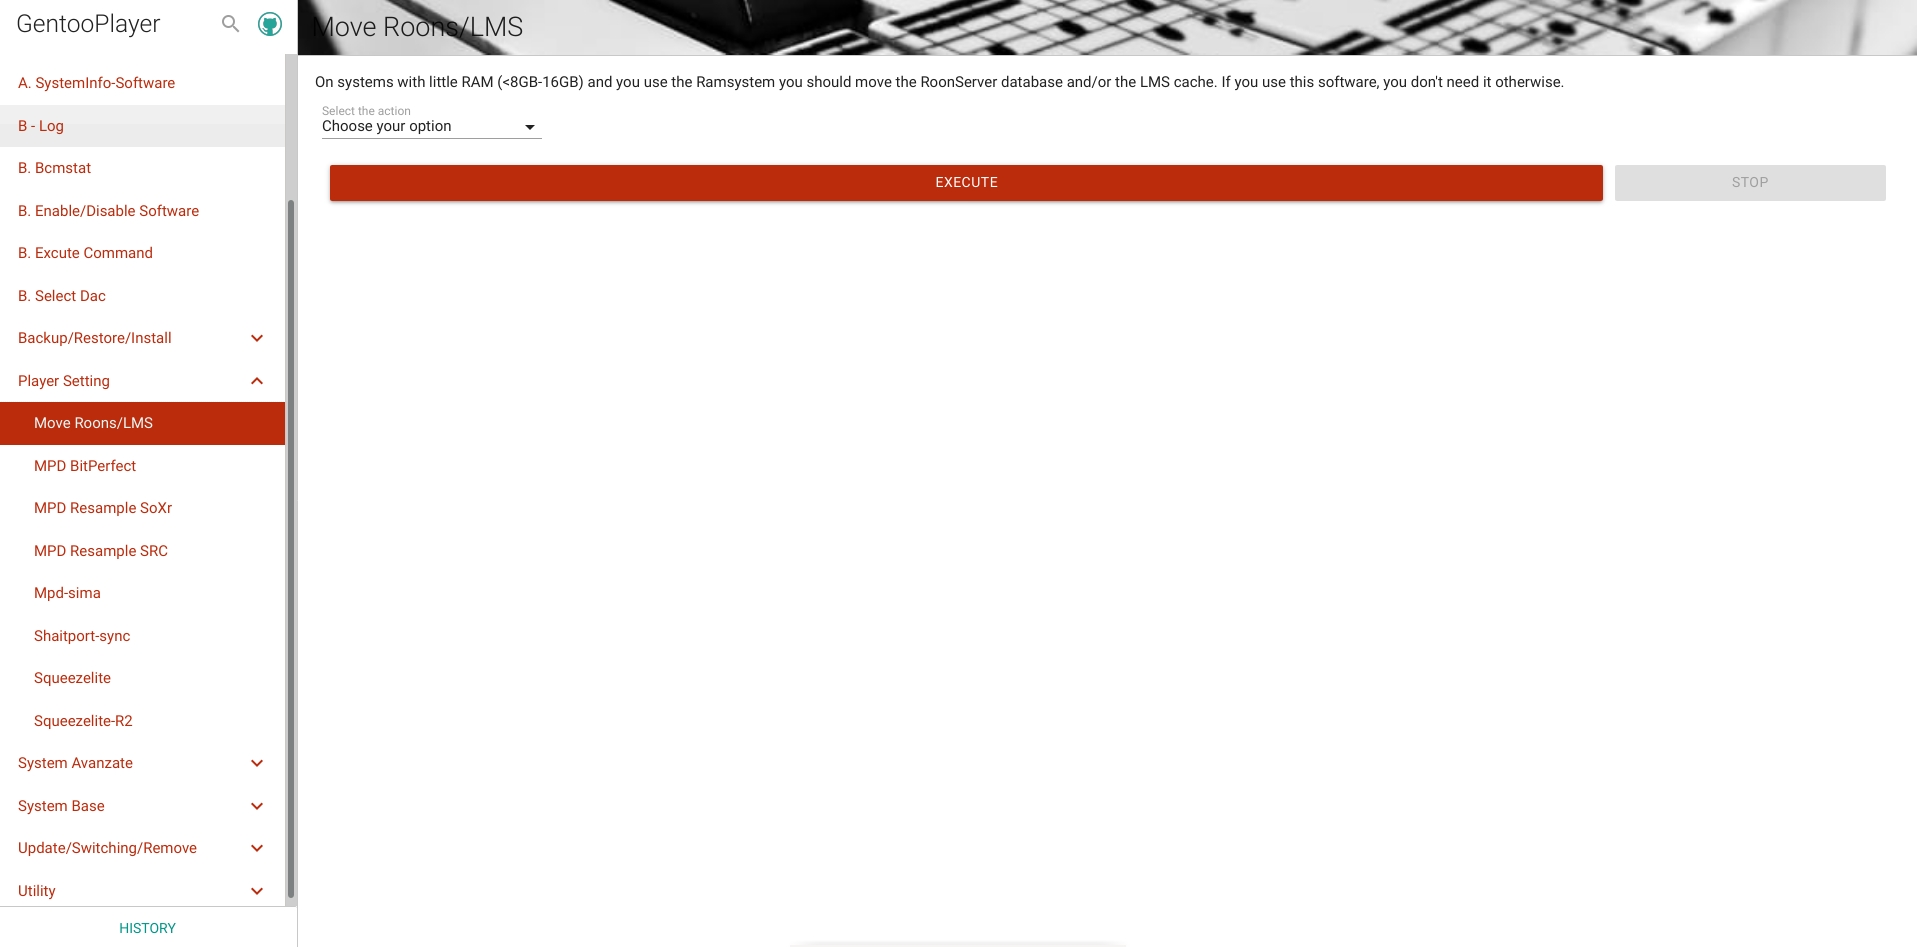 GentooPlayer
A. SystemInfo-Software
B - Log
B. Bcmstat
B. Enable/Disable Software
B. Excute Command
B. Select Dac
Backup/Restore/Install
Player Setting
Move Roons/LMS
MPD BitPerfect
MPD Resample SoXr
MPD Resample SRC
Mpd-sima
Shaitport-sync
Squeezelite
Squeezelite-R2
System Avanzate
System Base
Update/Switching/Remove
Utility
HISTORY
Move Roons/LMS
On systems with little RAM (<8GB-16GB) and you use the Ramsystem you should move the RoonServer database and/or the LMS cache. If you use this software, you don't need it otherwise.
Select the action
Choose your option
EXECUTE
STOP